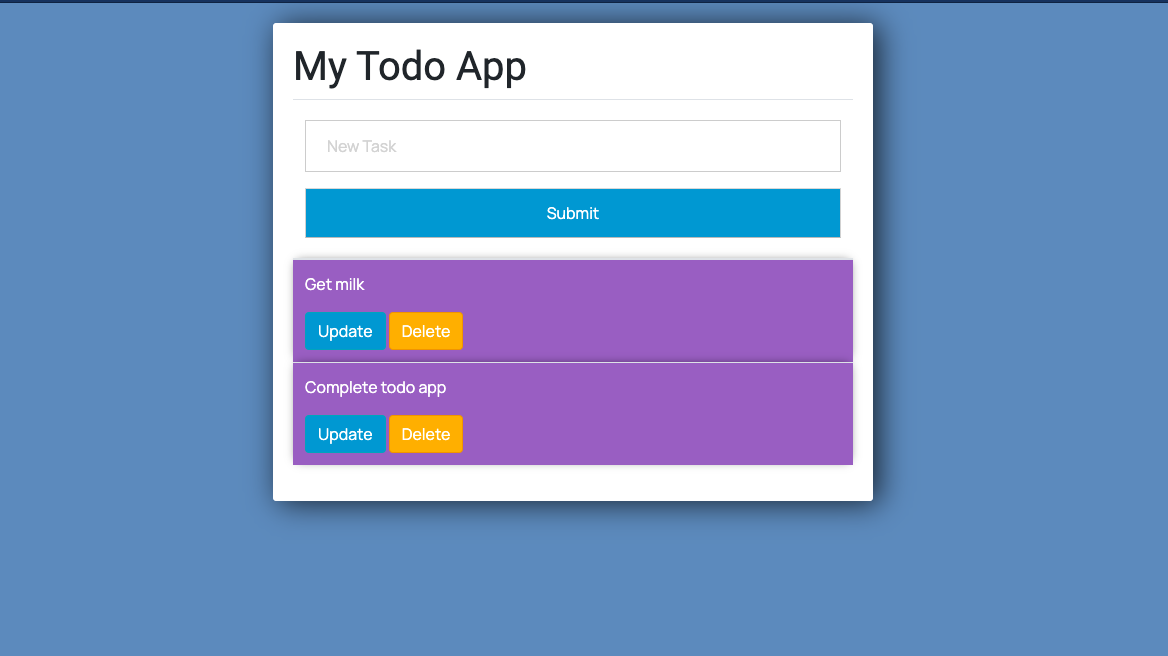 My Todo App
New Task
Submit
Get milk
Update Delete
Complete todo app
Update Delete